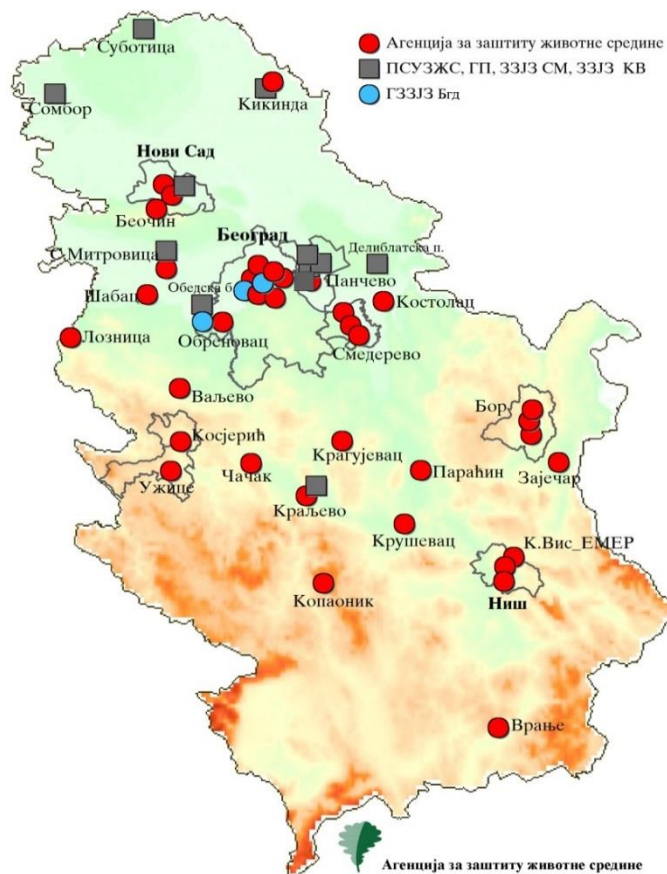 Суботица
Агенција за заштиту животне средине
ПСУЗЖС, ГП, ЗЗЈЗ СМ, ЗЗЈЗ КВ
ГЗЗЈЗ Бгд
Сомбор
Кикинда
Нови Сад
Беочин
Београд
С.Митровица
Делиблатска п.
Панчево
Шабац
Обедска б.
Костолац
Лозница
Обреновац
Смедерево
Ваљево
Бор
Косјерић
Крагујевац
Ужице
Чачак
Параћин
Зајечар
Краљево
Крушевац
К.Вис_ЕМЕР
Копаоник
Ниш
Врање
Агенција за заштиту животне средине